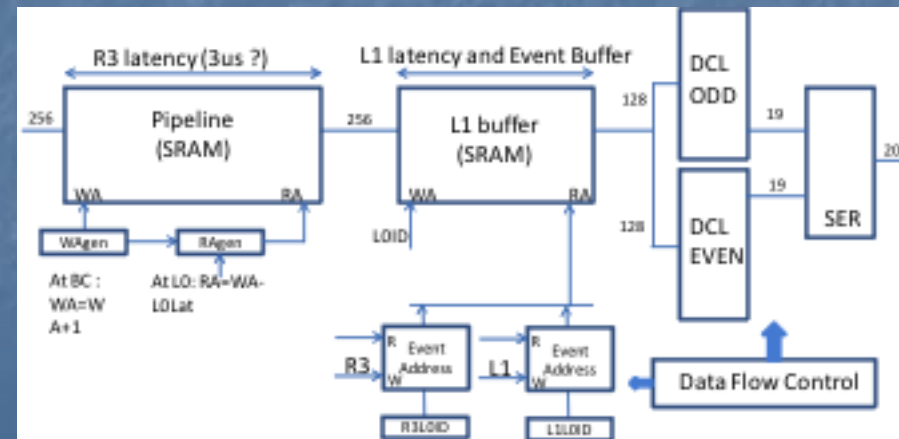 R3 latency (3us ?)
L1 latency and Event Buffer
256
Pipeline
(SRAM)
WA
RA
256
L1 buffer
(SRAM)
WA
RA
128
128
DCL
ODD
DCL
EVEN
19
19
SER
20
WAgen
RAgen
L0ID
At BC :
WA=W
A+1
At L0: RA=WA-
L0Lat
R3
R
W
Event
Address
R3L0ID
L1
R
W
Event
Address
L1L0ID
Data Flow Control